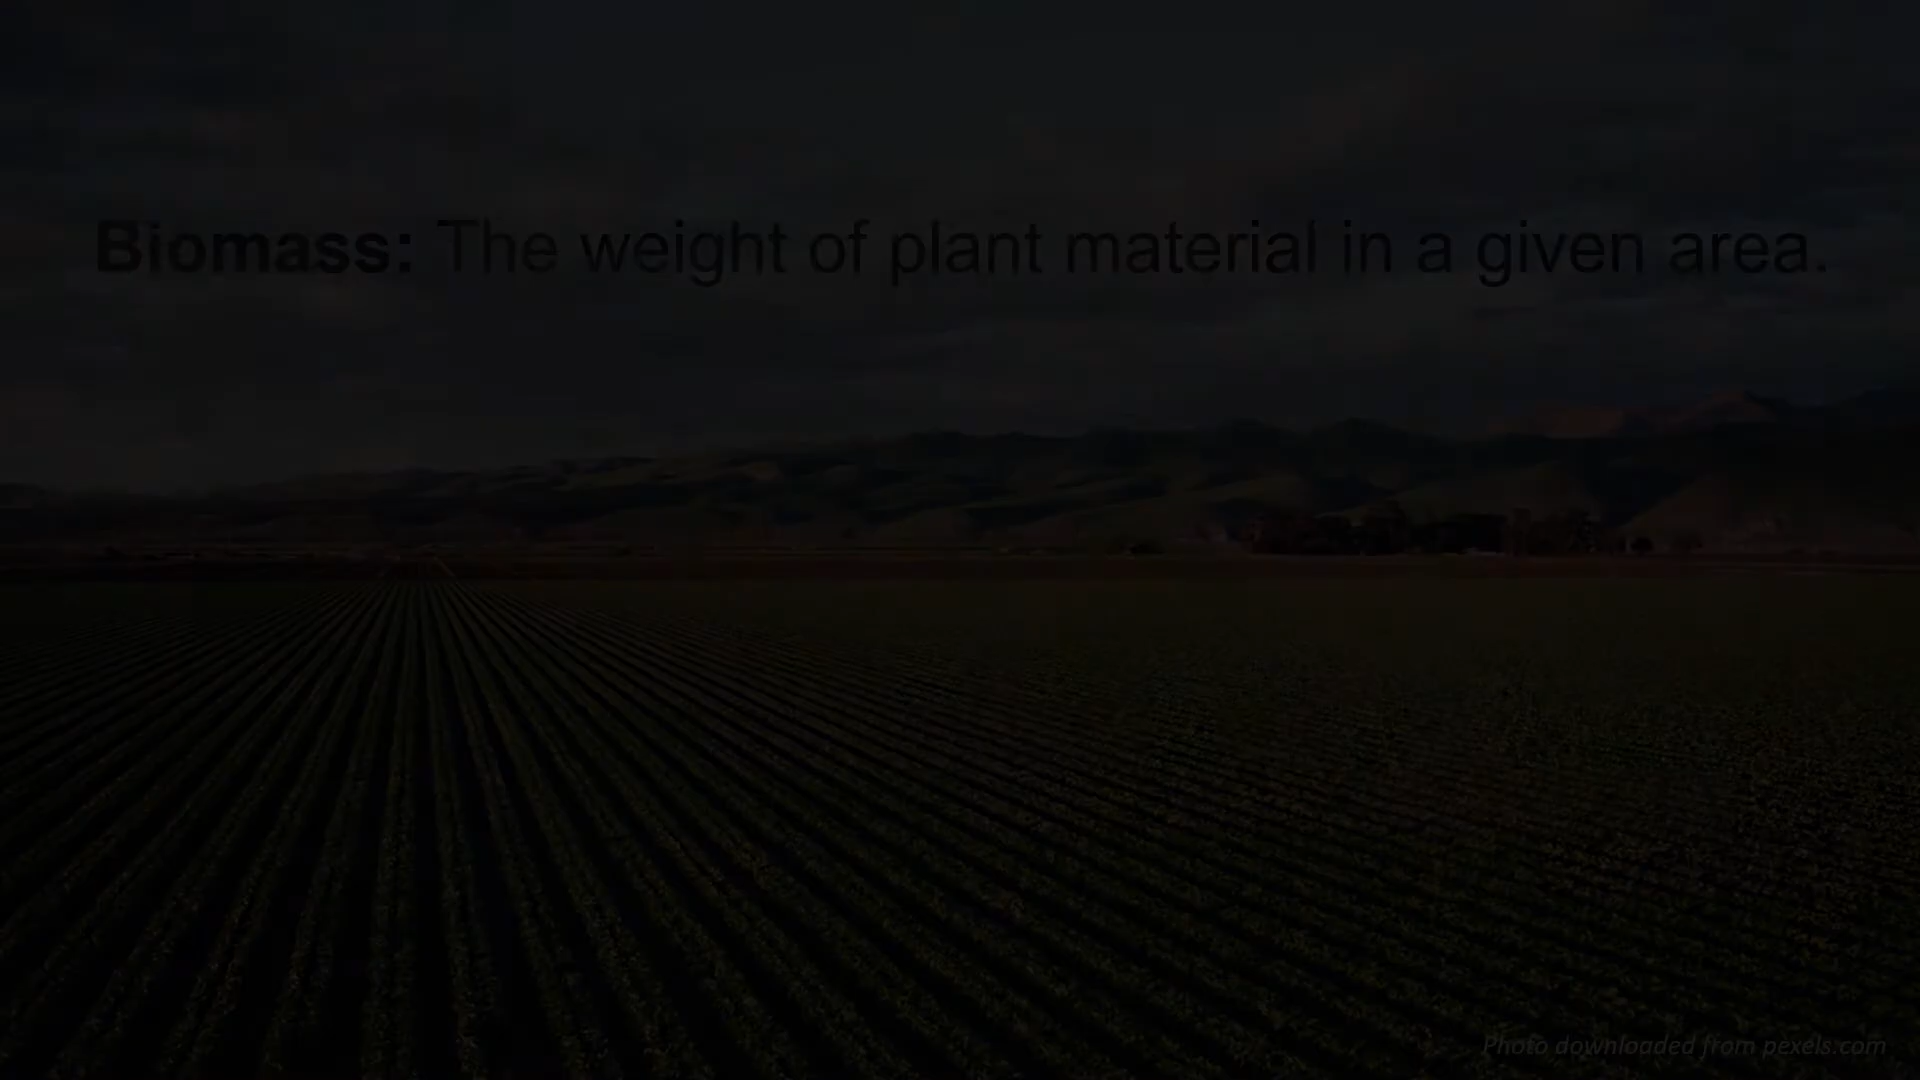 Biomass: The weight of plant material in a given area.
Photo downloaded from pexels.com